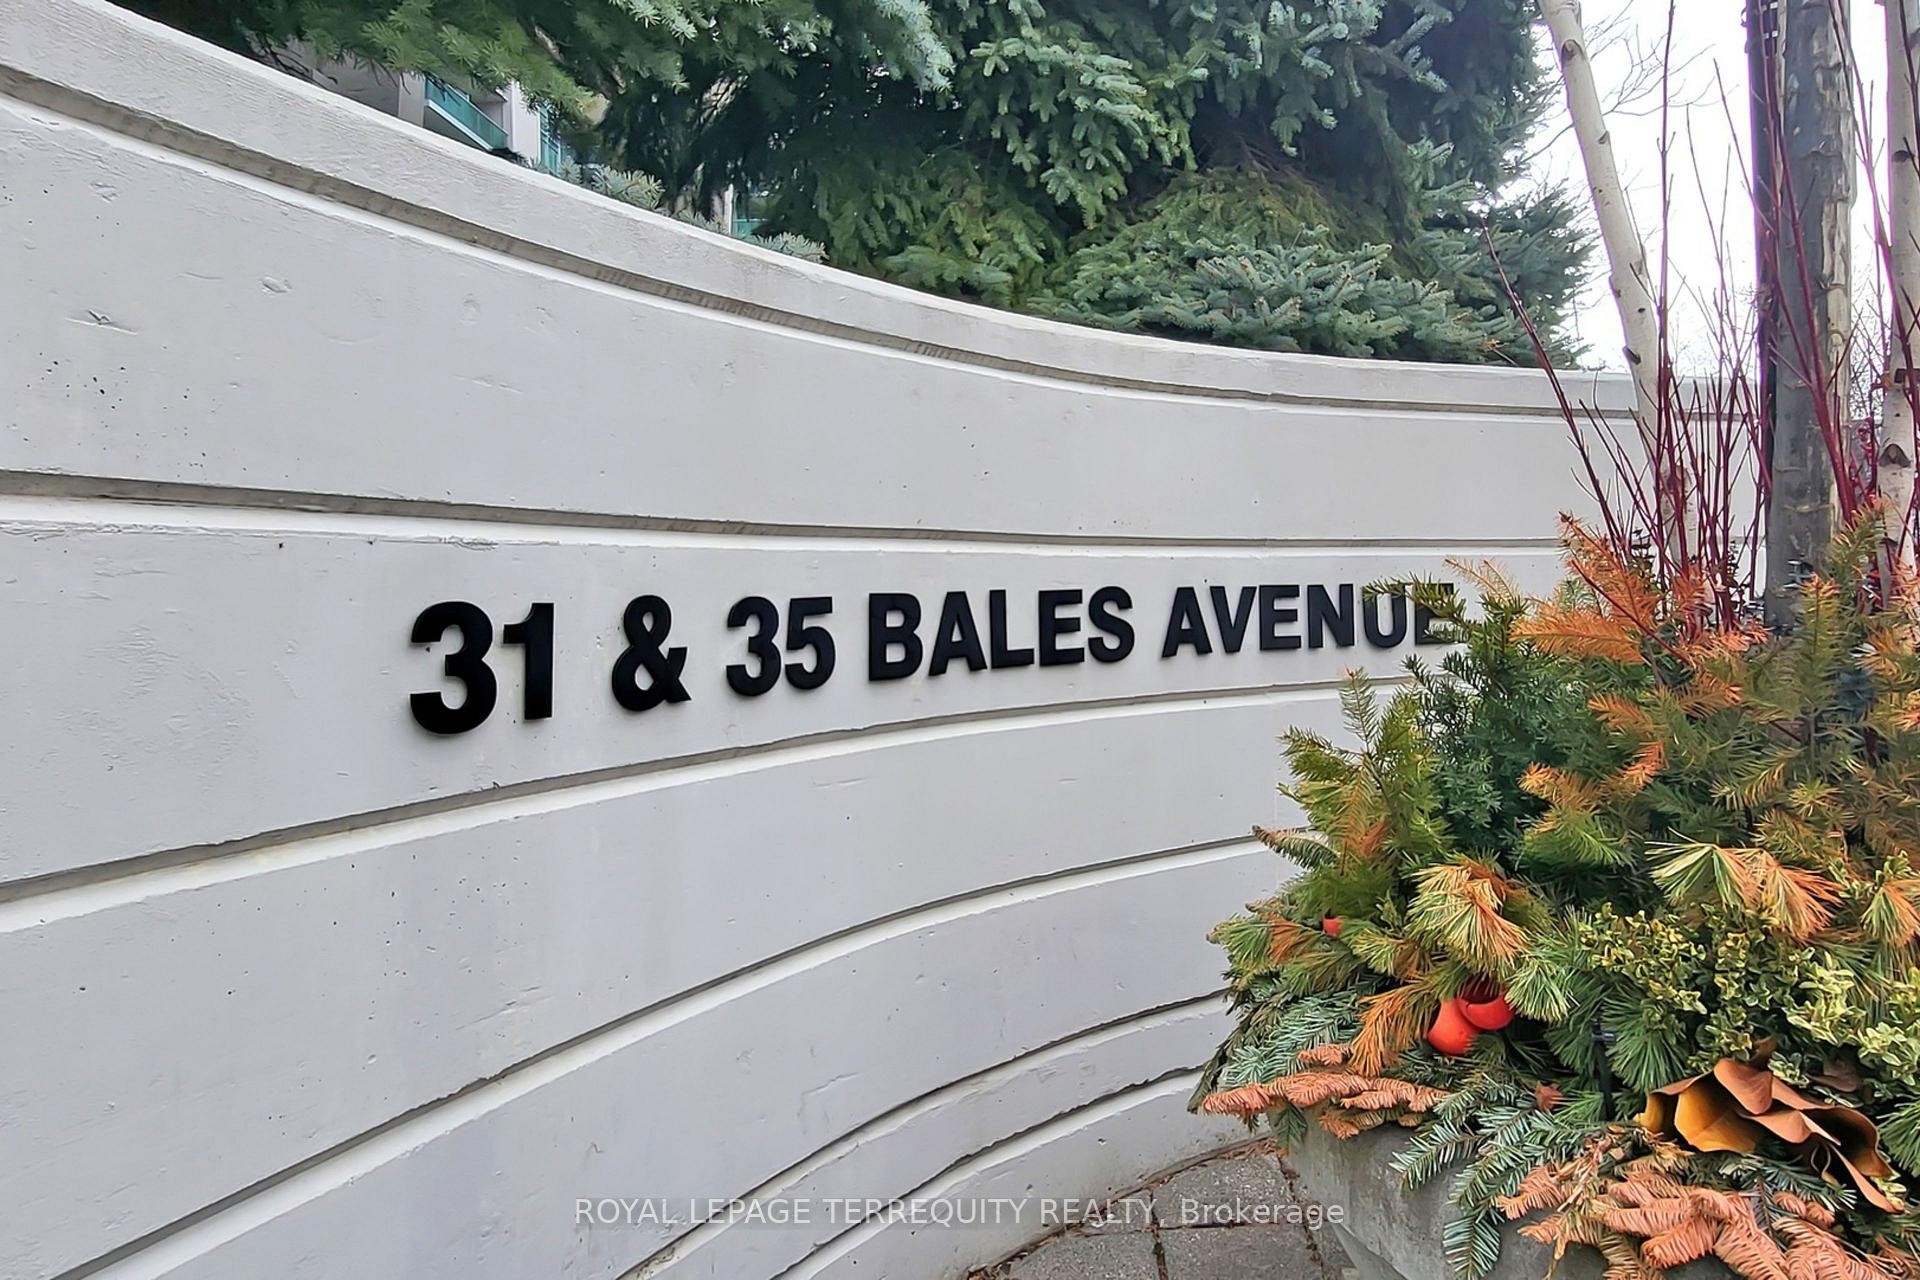 31 & 35 BALES AVENUE
ROYAL LEPAGE TERREQUITY REALTY, Brokerage